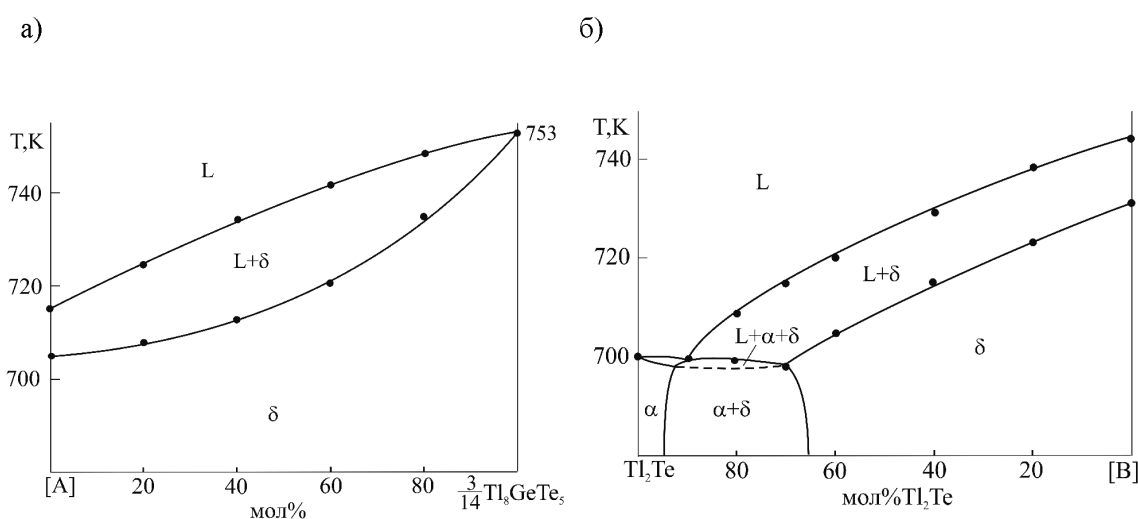 а)
T,K
740
720
700
L
L+δ
δ
753
[A]
20
40
60
80
3/14 Tl₈GeTe₅
мол%
б)
T,K
740
720
700
L
L+δ
L+α+δ
δ
α
α+δ
Tl₂Te
80
60
40
20
[B]
мол%Tl₂Te